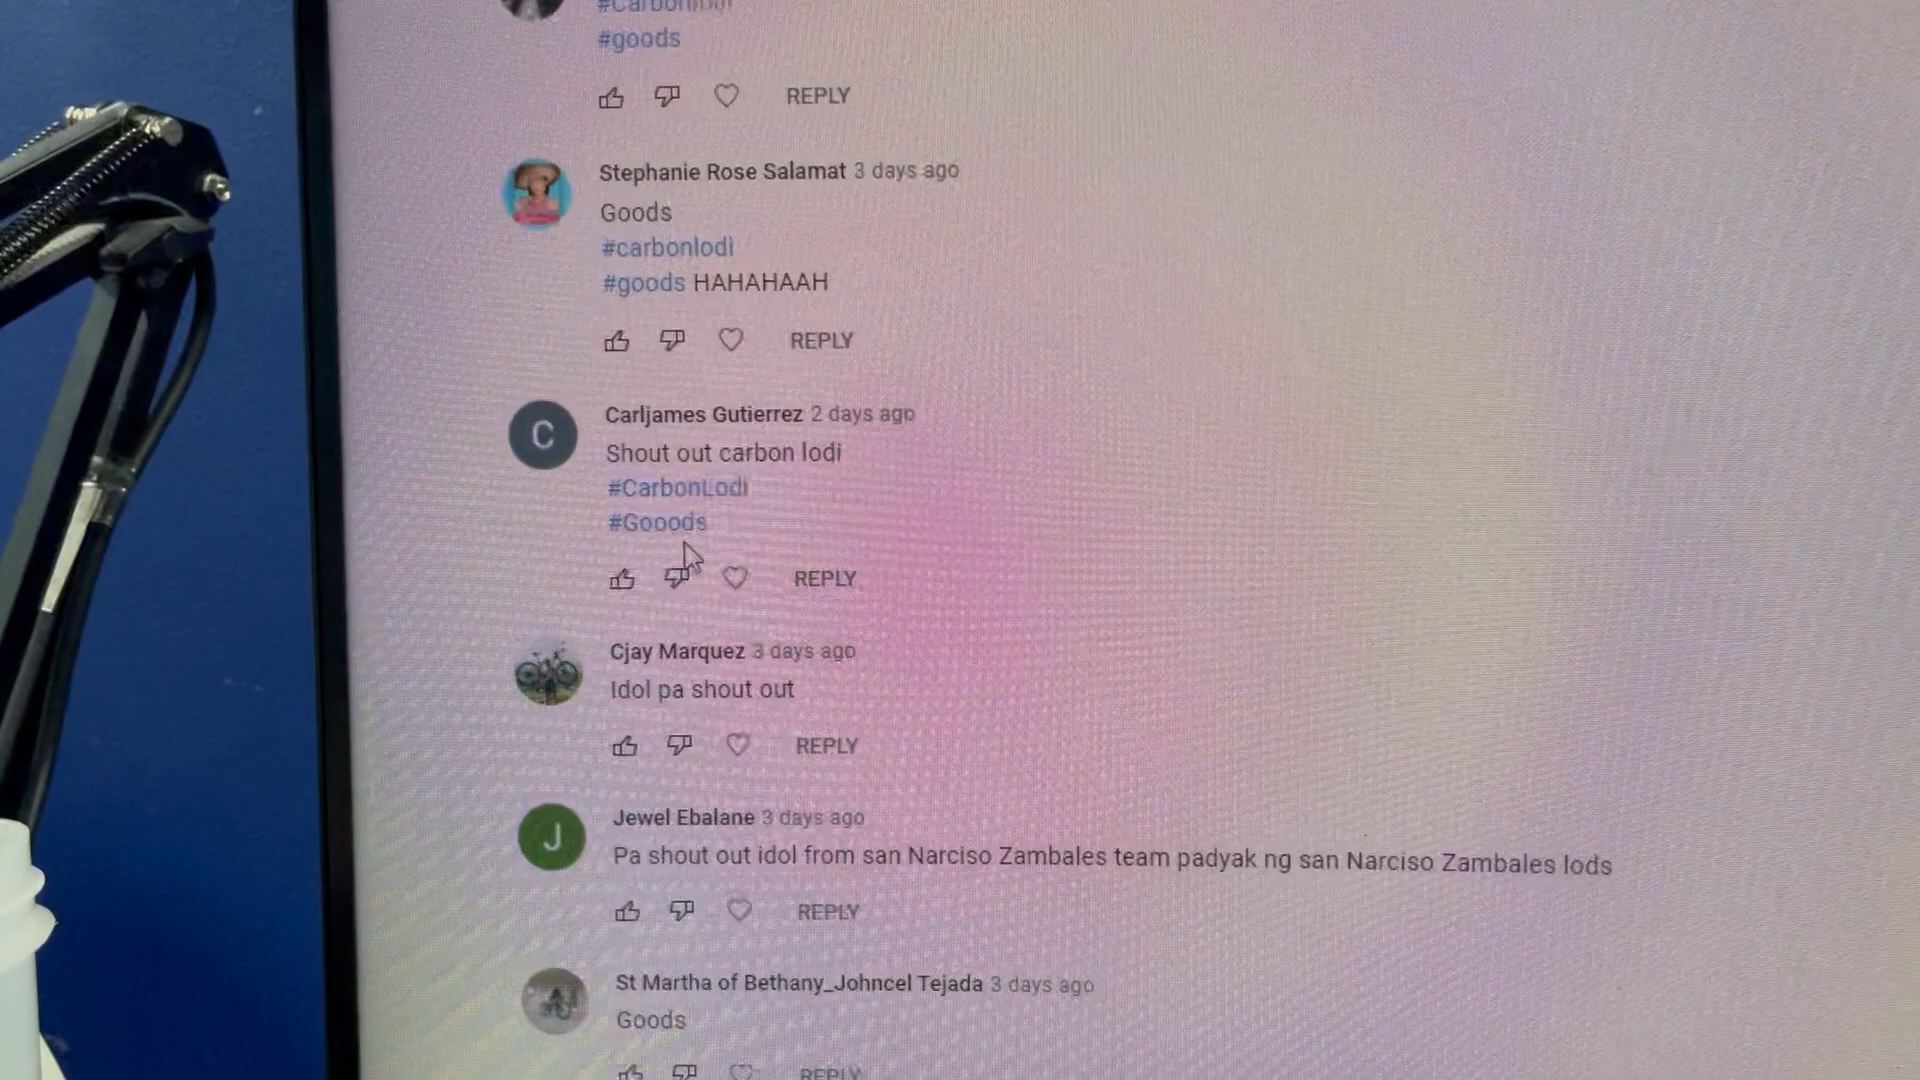 #CarbonLodi
#goods
REPLY
Stephanie Rose Salamat 3 days ago
Goods
#carbonlodi
#goods HAHAHAAH
REPLY
C
Carljames Gutierrez 2 days ago
Shout out carbon lodi
#CarbonLodi
#Gooods
REPLY
Cjay Marquez 3 days ago
Idol pa shout out
REPLY
J
Jewel Ebalane 3 days ago
Pa shout out idol from san Narciso Zambales team padyak ng san Narciso Zambales lods
REPLY
St Martha of Bethany_Johncel Tejada 3 days ago
Goods
REPLY